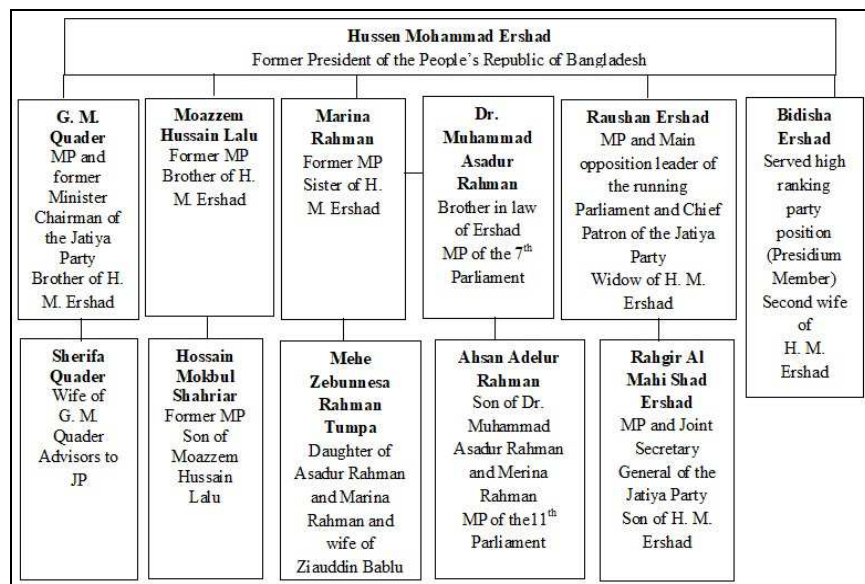 Hussen Mohammad Ershad
Former President of the People's Republic of Bangladesh
G. M.
Quader
MP and
former
Minister
Chairman of
the Jatiya
Party
Brother of H.
M. Ershad
Moazzem
Hussain Lalu
Former MP
Brother of H.
M. Ershad
Marina
Rahman
Former MP
Sister of H.
M. Ershad
Dr.
Muhammad
Asadur
Rahman
Brother in law
of Ershad
MP of the 7th
Parliament
Raushan Ershad
MP and Main
opposition leader of
the running
Parliament and Chief
Patron of the Jatiya
Party
Widow of H. M.
Ershad
Bidisha
Ershad
Served high
ranking
party
position
(Presidium
Member)
Second wife
of
H. M.
Ershad
Sherifa
Quader
Wife of
G. M.
Quader
Advisors to
JP
Hossain
Mokbul
Shahriar
Former MP
Son of
Moazzem
Hussain
Lalu
Mehe
Zebunnesa
Rahman
Tumpa
Daughter of
Asadur Rahman
and Marina
Rahman and
wife of
Ziauddin Bablu
Ahsan Adelur
Rahman
Son of Dr.
Muhammad
Asadur Rahman
and Merina
Rahman
MP of the11th
Parliament
Rahgir Al
Mahi Shad
Ershad
MP and Joint
Secretary
General of the
Jatiya Party
Son of H. M.
Ershad